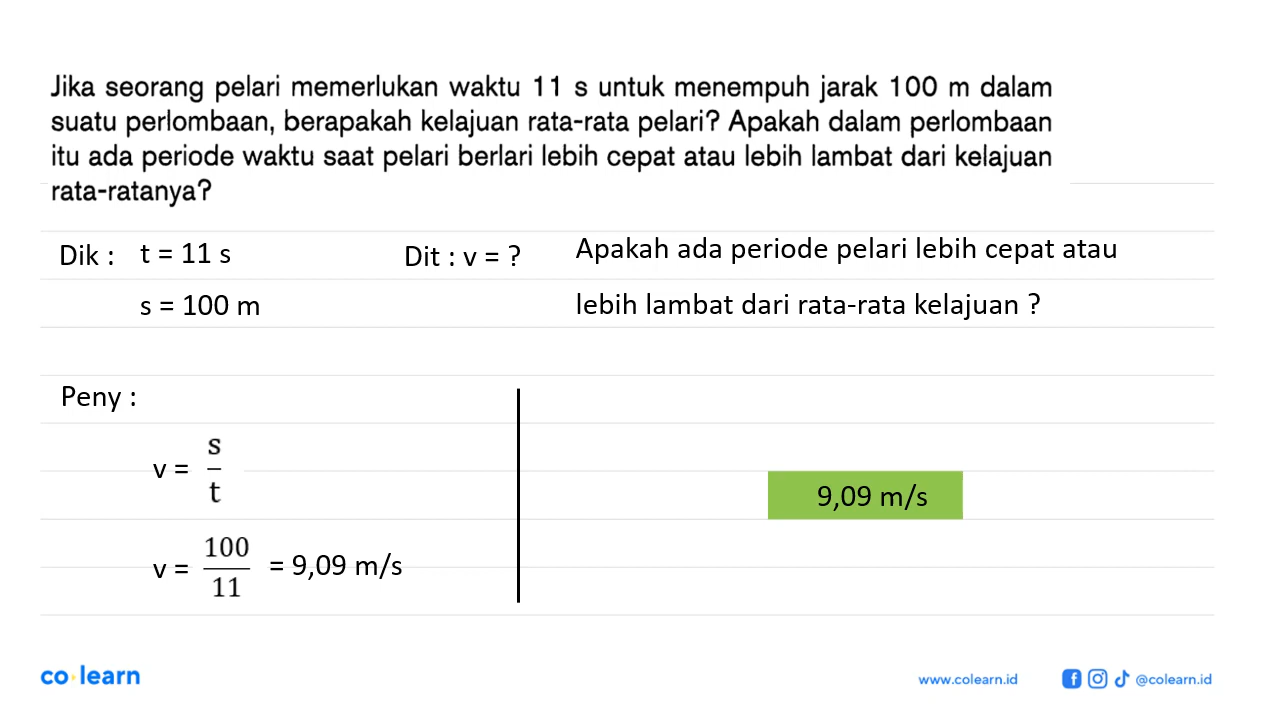 Jika seorang pelari memerlukan waktu 11 s untuk menempuh jarak 100 m dalam
suatu perlombaan, berapakah kelajuan rata-rata pelari? Apakah dalam perlombaan
itu ada periode waktu saat pelari berlari lebih cepat atau lebih lambat dari kelajuan
rata-ratanya?
Dik : t = 11 s
s = 100 m
Dit : v = ?
Apakah ada periode pelari lebih cepat atau
lebih lambat dari rata-rata kelajuan ?
Peny :
v = s/t
v = 100/11 = 9,09 m/s
9,09 m/s
co learn
www.colearn.id
@colearn.id